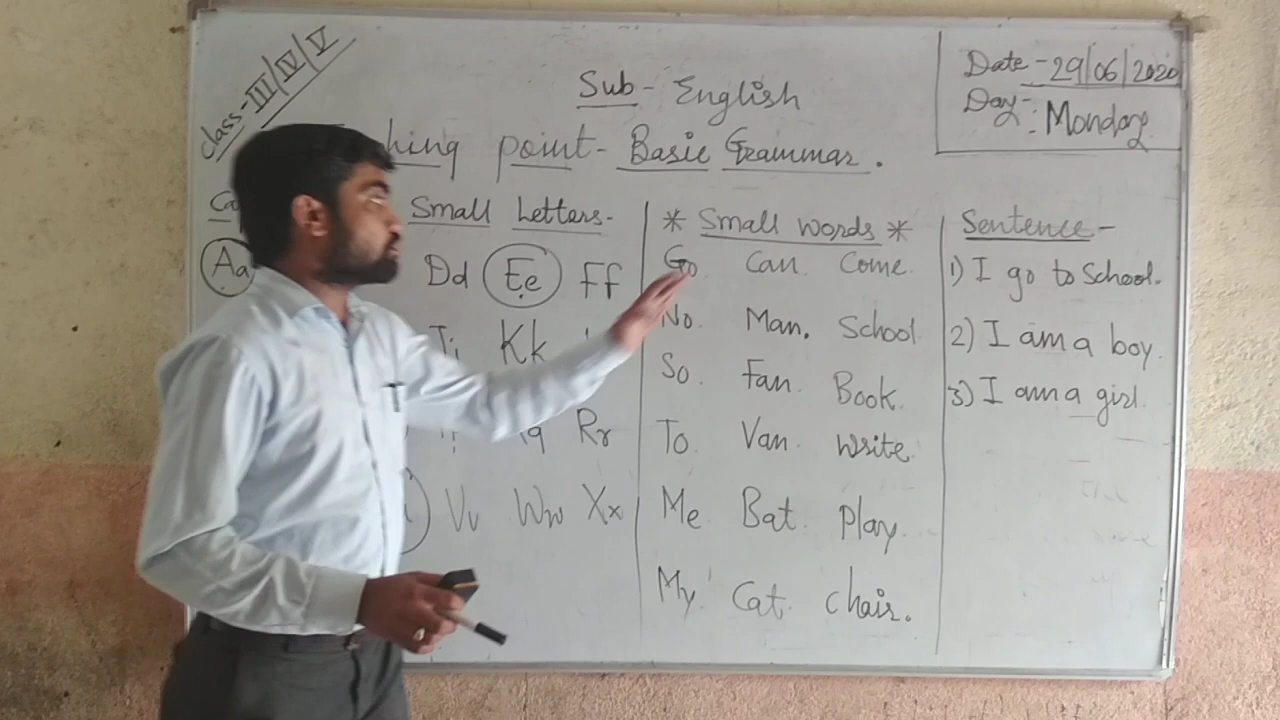 Class - III/IV/V
Date - 29/06/2020
Day - : Monday
Sub - English
hing point - Basic Grammar.
Small Letters -
Aa Dd Ee Ff
Kk
Rr
Vv Ww Xx
* Small words *
Go. Can. Come.
No. Man. School
So. Fan. Book.
To. Van. Write.
Me. Bat. Play.
My Cat. Chair.
Sentence -
1) I go to School.
2) I am a boy.
3) I am a girl.